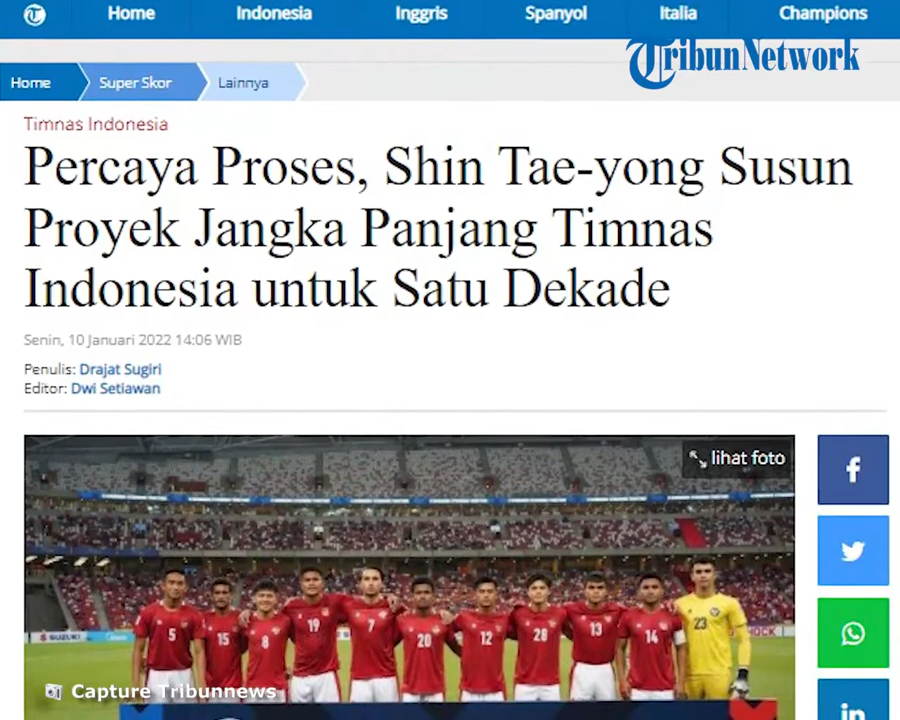 Home Indonesia Inggris Spanyol Italia Champions
TribunNetwork
Home Super Skor Lainnya
Timnas Indonesia
Percaya Proses, Shin Tae-yong Susun
Proyek Jangka Panjang Timnas
Indonesia untuk Satu Dekade
Senin, 10 Januari 2022 14:06 WIB
Penulis: Drajat Sugiri
Editor: Dwi Setiawan
lihat foto
SUZUKI
5 15 8 19 7 20 12 28 13 14 23
Capture Tribunnews